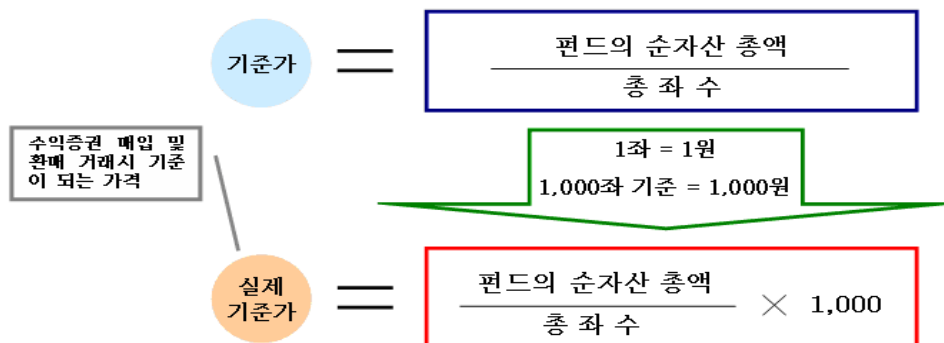 기준가
펀드의 순자산 총액
총 좌 수
수익증권 매입 및
환매 거래시 기준
이 되는 가격
1좌 = 1원
1,000좌 기준 = 1,000원
실제
기준가
펀드의 순자산 총액
총 좌 수
× 1,000